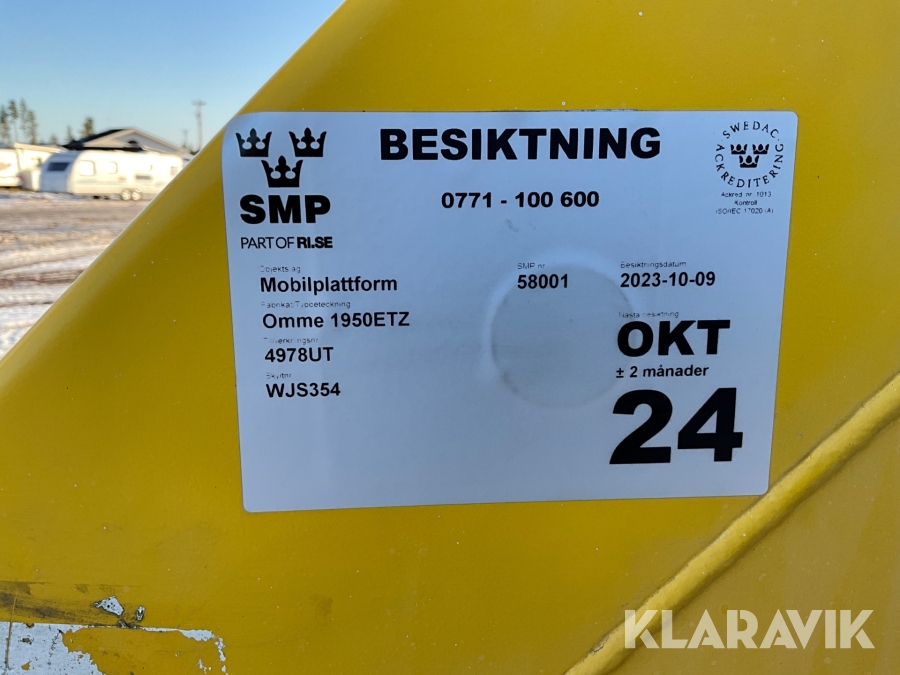 BESIKTNING
0771 - 100 600
SMP
PART OF RI.SE
SWEDAC
ACKREDITERING
Ackred. nr. 1013
Kontroll
ISO/IEC 17020 (A)
Objektslag
Mobilplattform
SMP nr
58001
Besiktningsdatum
2023-10-09
Fabrikat/Typbeteckning
Omme 1950ETZ
Tillverkningsnr
4978UT
Skyltnr
WJS354
Nästa besiktning
OKT
± 2 månader
24
KLARAVIK